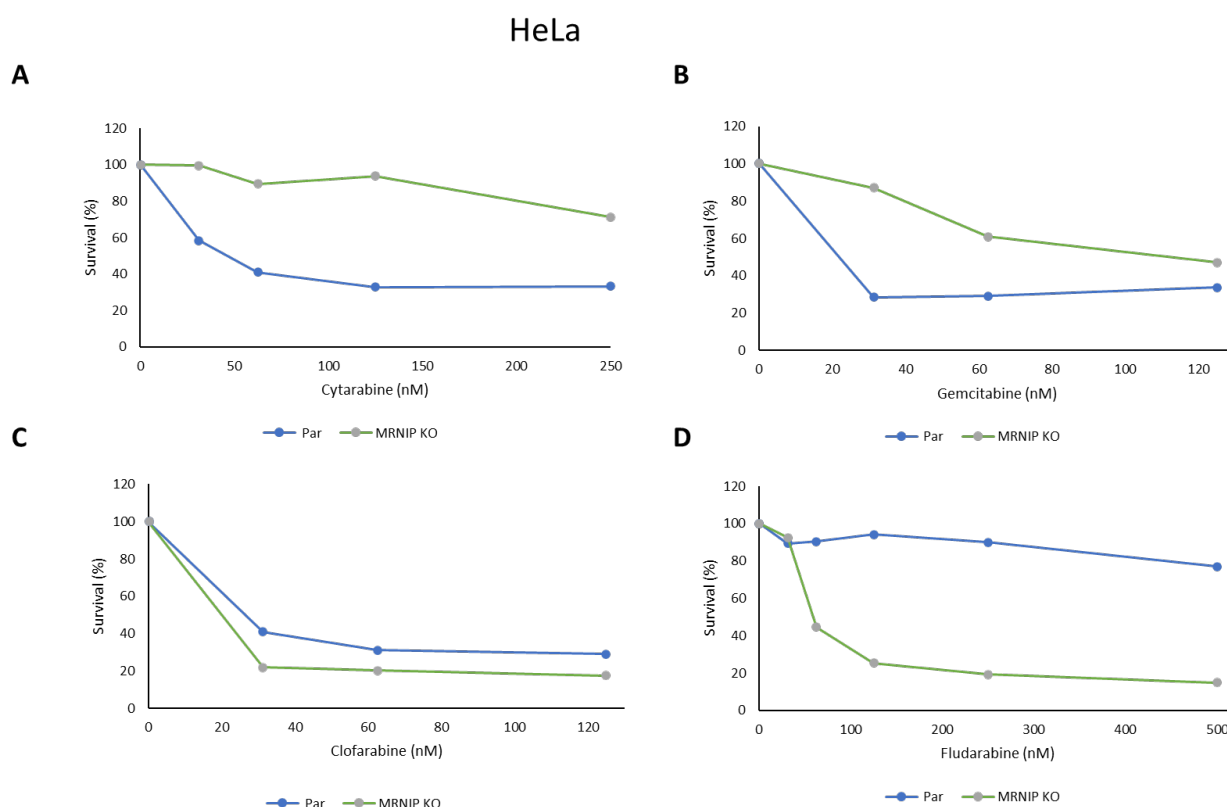 HeLa
A
120
100
80
60
40
20
0
Survival (%)
0 50 100 150 200 250
Cytarabine (nM)
Par MRNIP KO
B
120
100
80
60
40
20
0
Survival (%)
0 20 40 60 80 100 120
Gemcitabine (nM)
Par MRNIP KO
C
120
100
80
60
40
20
0
Survival (%)
0 20 40 60 80 100 120
Clofarabine (nM)
Par MRNIP KO
D
120
100
80
60
40
20
0
Survival (%)
0 100 200 300 400 500
Fludarabine (nM)
Par MRNIP KO